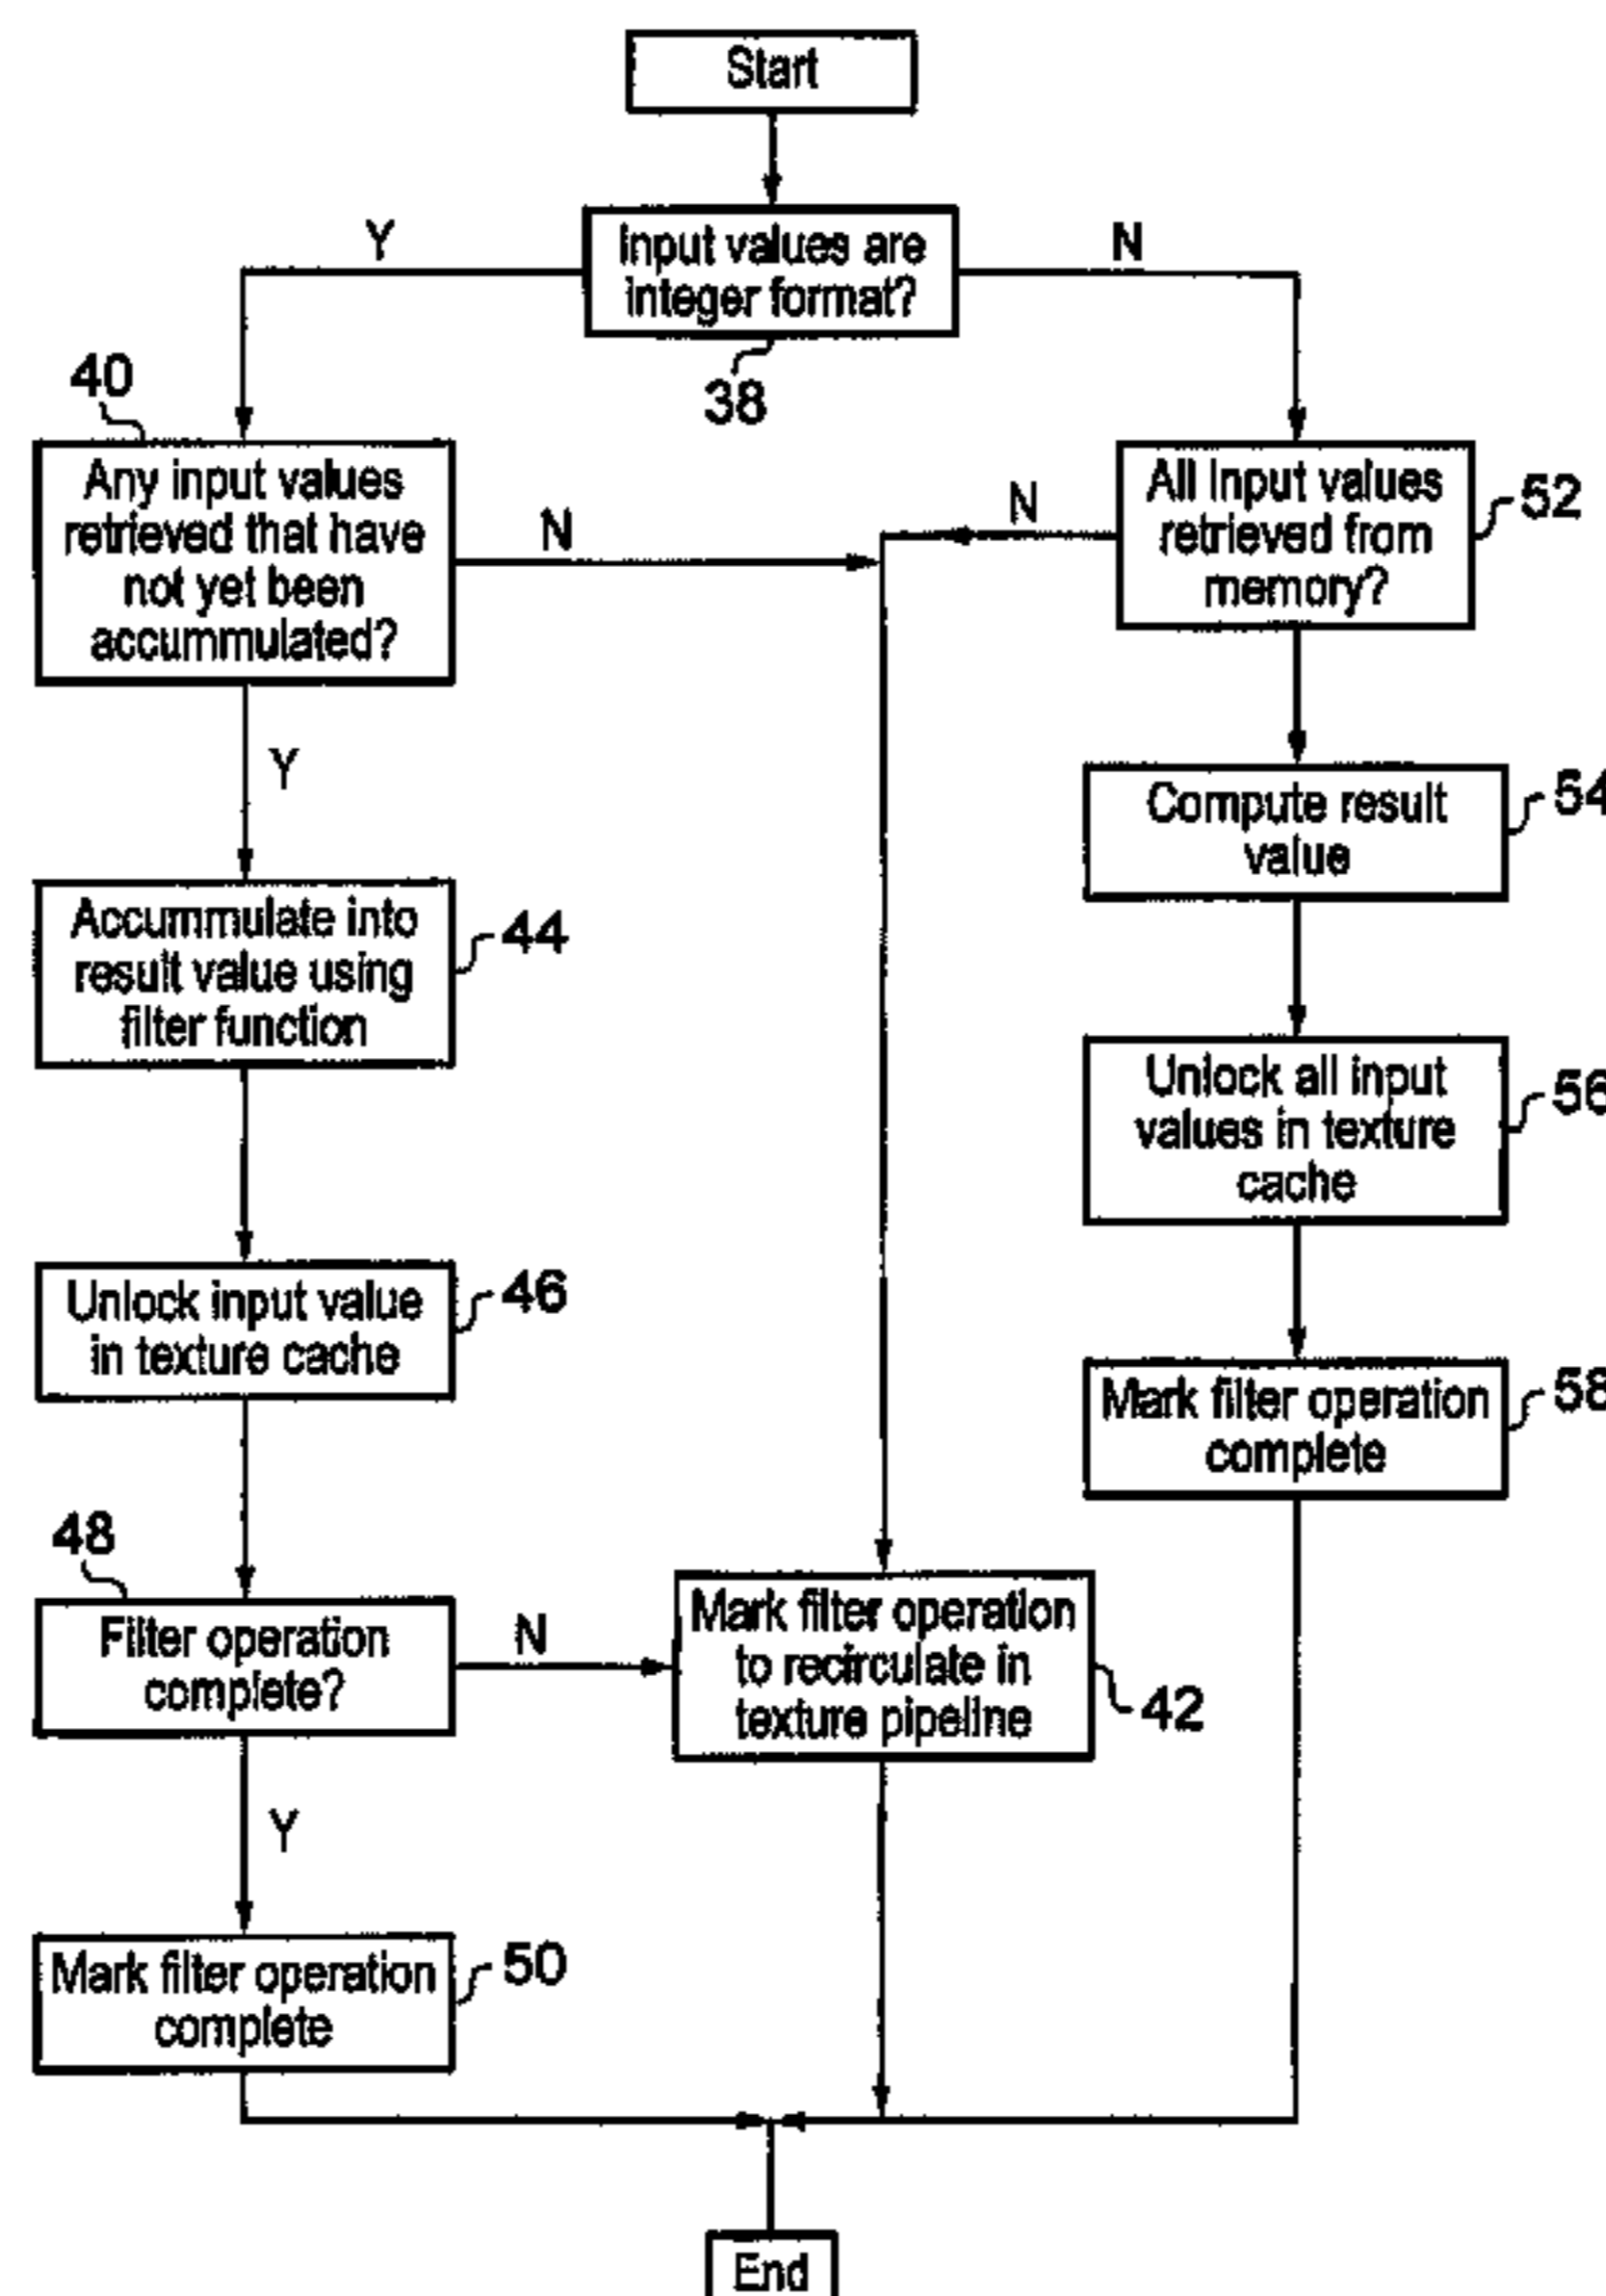 Start
Input values are
integer format?
38
Y
N
40
Any input values
retrieved that have
not yet been
accummulated?
N
Y
All input values
retrieved from
memory?
52
N
Compute result
value
54
Accummulate into
result value using
filter function
44
Unlock all input
values in texture
cache
56
Unlock input value
in texture cache
46
Mark filter operation
complete
58
48
Filter operation
complete?
N
Y
Mark filter operation
to recirculate in
texture pipeline
42
Mark filter operation
complete
50
End